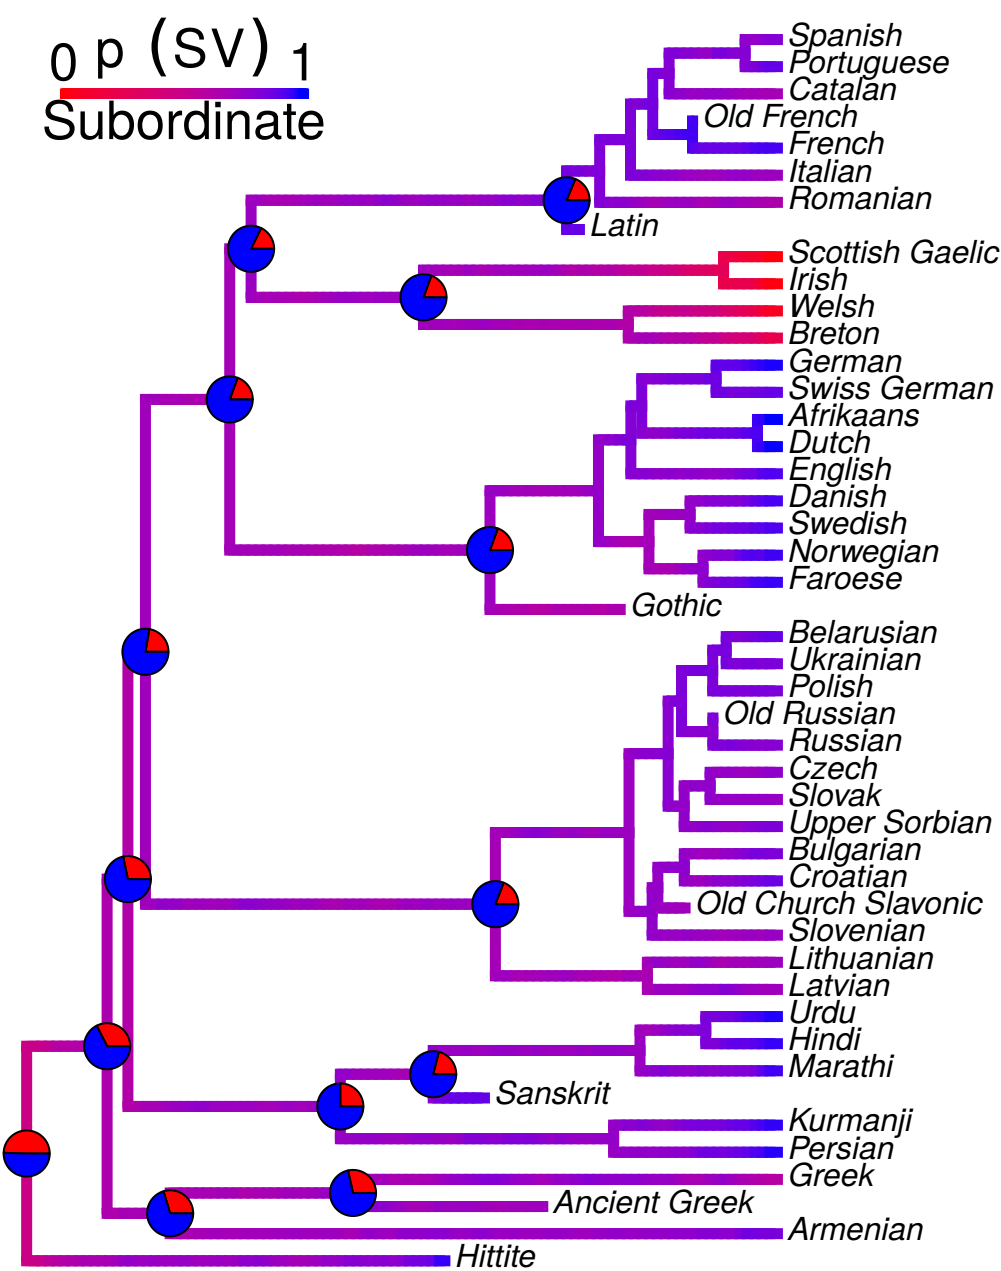 0 p (SV) 1
Subordinate
Spanish
Portuguese
Catalan
Old French
French
Italian
Romanian
Latin
Scottish Gaelic
Irish
Welsh
Breton
German
Swiss German
Afrikaans
Dutch
English
Danish
Swedish
Norwegian
Faroese
Gothic
Belarusian
Ukrainian
Polish
Old Russian
Russian
Czech
Slovak
Upper Sorbian
Bulgarian
Croatian
Old Church Slavonic
Slovenian
Lithuanian
Latvian
Urdu
Hindi
Marathi
Sanskrit
Kurmanji
Persian
Greek
Ancient Greek
Armenian
Hittite